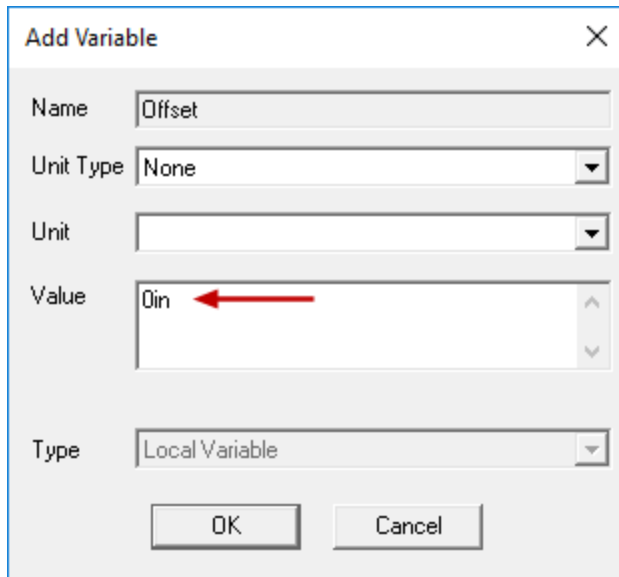 Add Variable
Name Offset
Unit Type None
Unit
Value 0in
Type Local Variable
OK Cancel